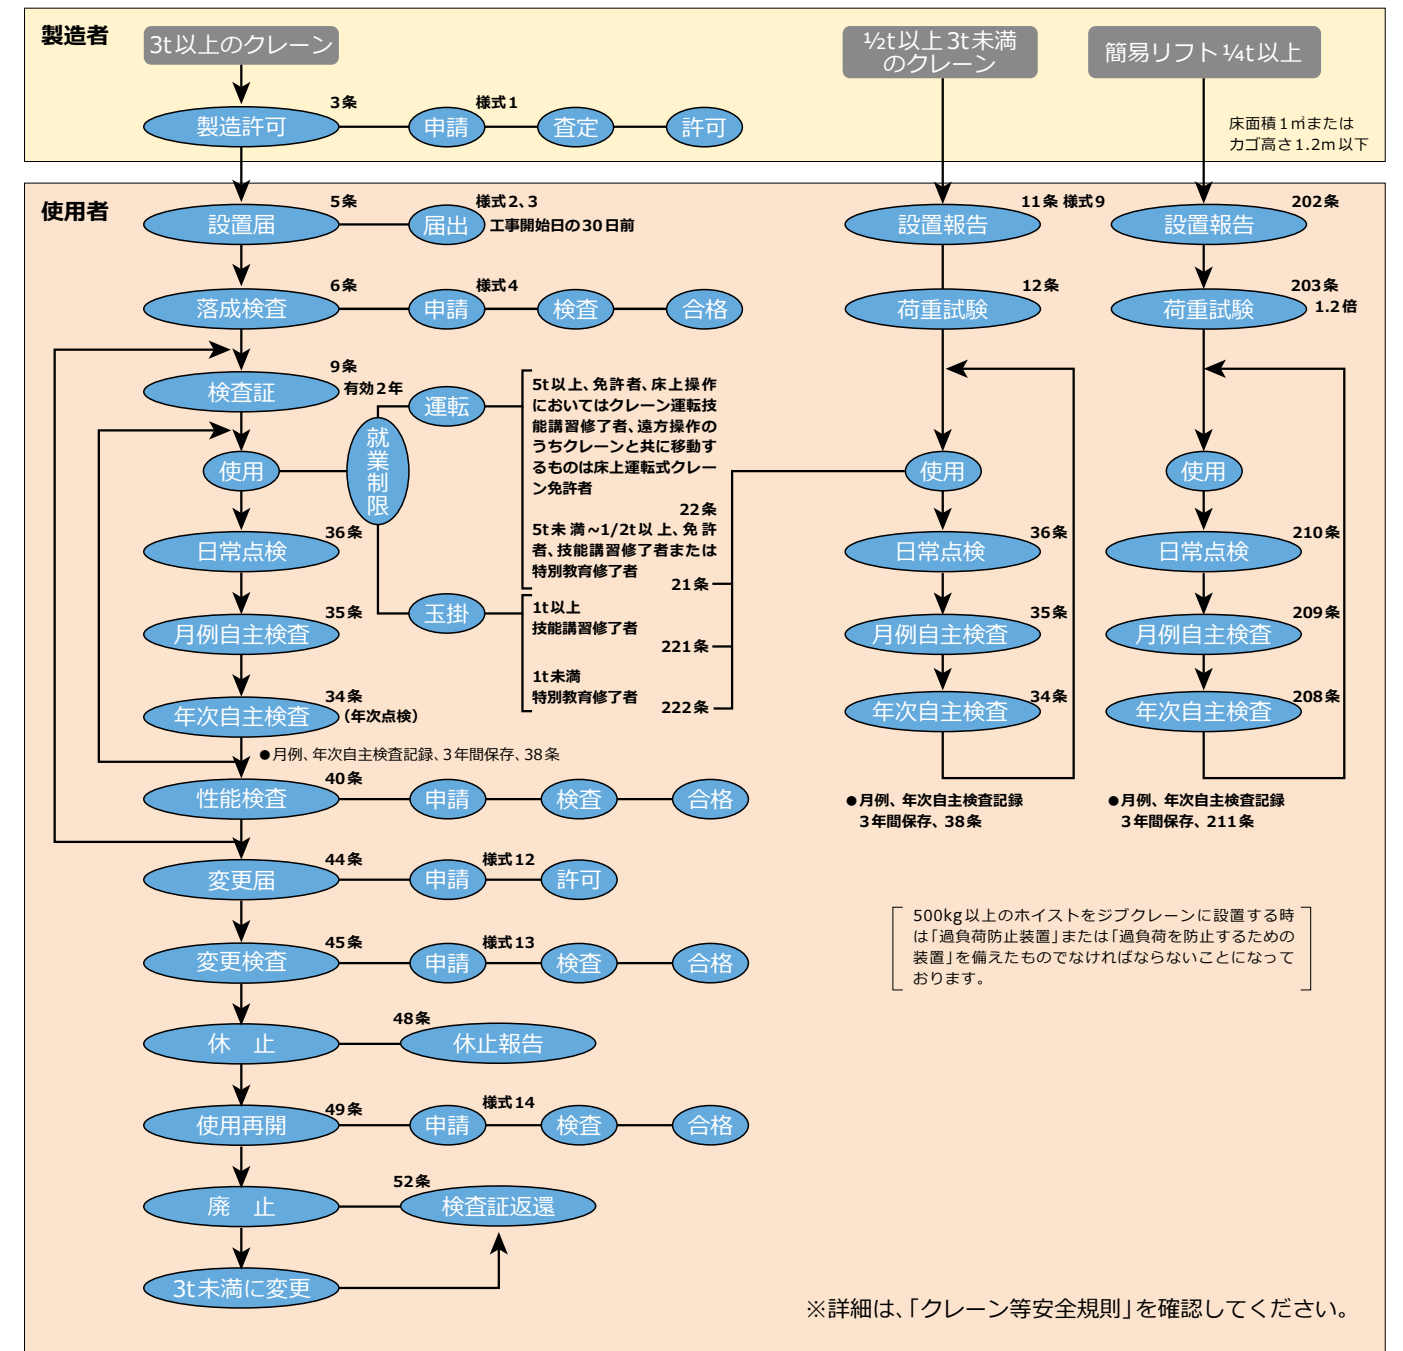 製造者
3t以上のクレーン
½t以上3t未満
のクレーン
簡易リフト¼t以上
製造許可
3条
申請
様式1
査定
許可
床面積1㎡または
カゴ高さ1.2m以下
使用者
設置届
5条
届出
様式2、3
工事開始日の30日前
設置報告
11条 様式9
設置報告
202条
落成検査
6条
申請
様式4
検査
合格
荷重試験
12条
荷重試験
203条
1.2倍
検査証
9条
有効2年
就業制限
運転
5t以上、免許者、床上操作
においてはクレーン運転技
能講習修了者、遠方操作の
うちクレーンと共に移動す
るものは床上運転式クレー
ン免許者
22条
5t未満~1/2t以上、免許
者、技能講習修了者または
特別教育修了者
21条
使用
使用
使用
日常点検
36条
日常点検
36条
日常点検
210条
玉掛
1t以上
技能講習修了者
221条
1t未満
特別教育修了者
222条
月例自主検査
35条
月例自主検査
35条
月例自主検査
209条
年次自主検査
34条
(年次点検)
年次自主検査
34条
年次自主検査
208条
●月例、年次自主検査記録、3年間保存、38条
性能検査
40条
申請
検査
合格
●月例、年次自主検査記録
3年間保存、38条
●月例、年次自主検査記録
3年間保存、211条
変更届
44条
申請
様式12
許可
500kg以上のホイストをジブクレーンに設置する時
は「過負荷防止装置」または「過負荷を防止するための
装置」を備えたものでなければならないことになって
おります。
変更検査
45条
申請
様式13
検査
合格
休 止
48条
休止報告
使用再開
49条
申請
様式14
検査
合格
廃 止
52条
検査証返還
3t未満に変更
※詳細は、「クレーン等安全規則」を確認してください。